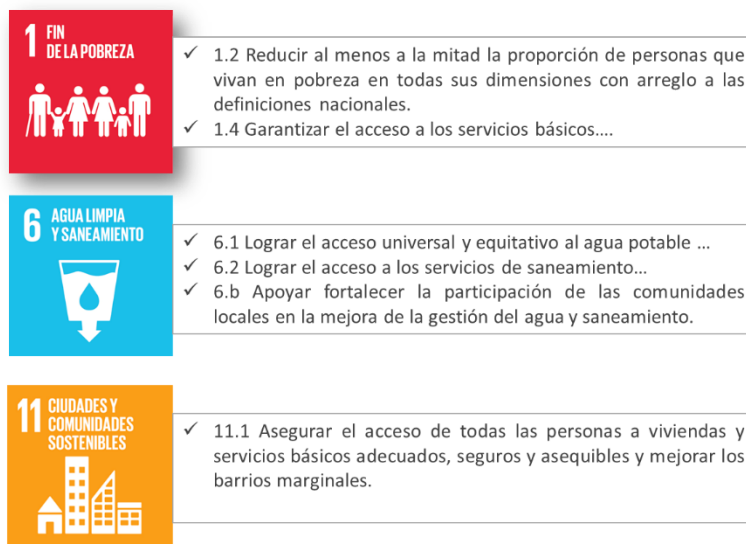 1 FIN
DE LA POBREZA
✓ 1.2 Reducir al menos a la mitad la proporción de personas que
vivan en pobreza en todas sus dimensiones con arreglo a las
definiciones nacionales.
✓ 1.4 Garantizar el acceso a los servicios básicos....
6 AGUA LIMPIA
Y SANEAMIENTO
✓ 6.1 Lograr el acceso universal y equitativo al agua potable ...
✓ 6.2 Lograr el acceso a los servicios de saneamiento...
✓ 6.b Apoyar fortalecer la participación de las comunidades
locales en la mejora de la gestión del agua y saneamiento.
11 CIUDADES Y
COMUNIDADES
SOSTENIBLES
✓ 11.1 Asegurar el acceso de todas las personas a viviendas y
servicios básicos adecuados, seguros y asequibles y mejorar los
barrios marginales.